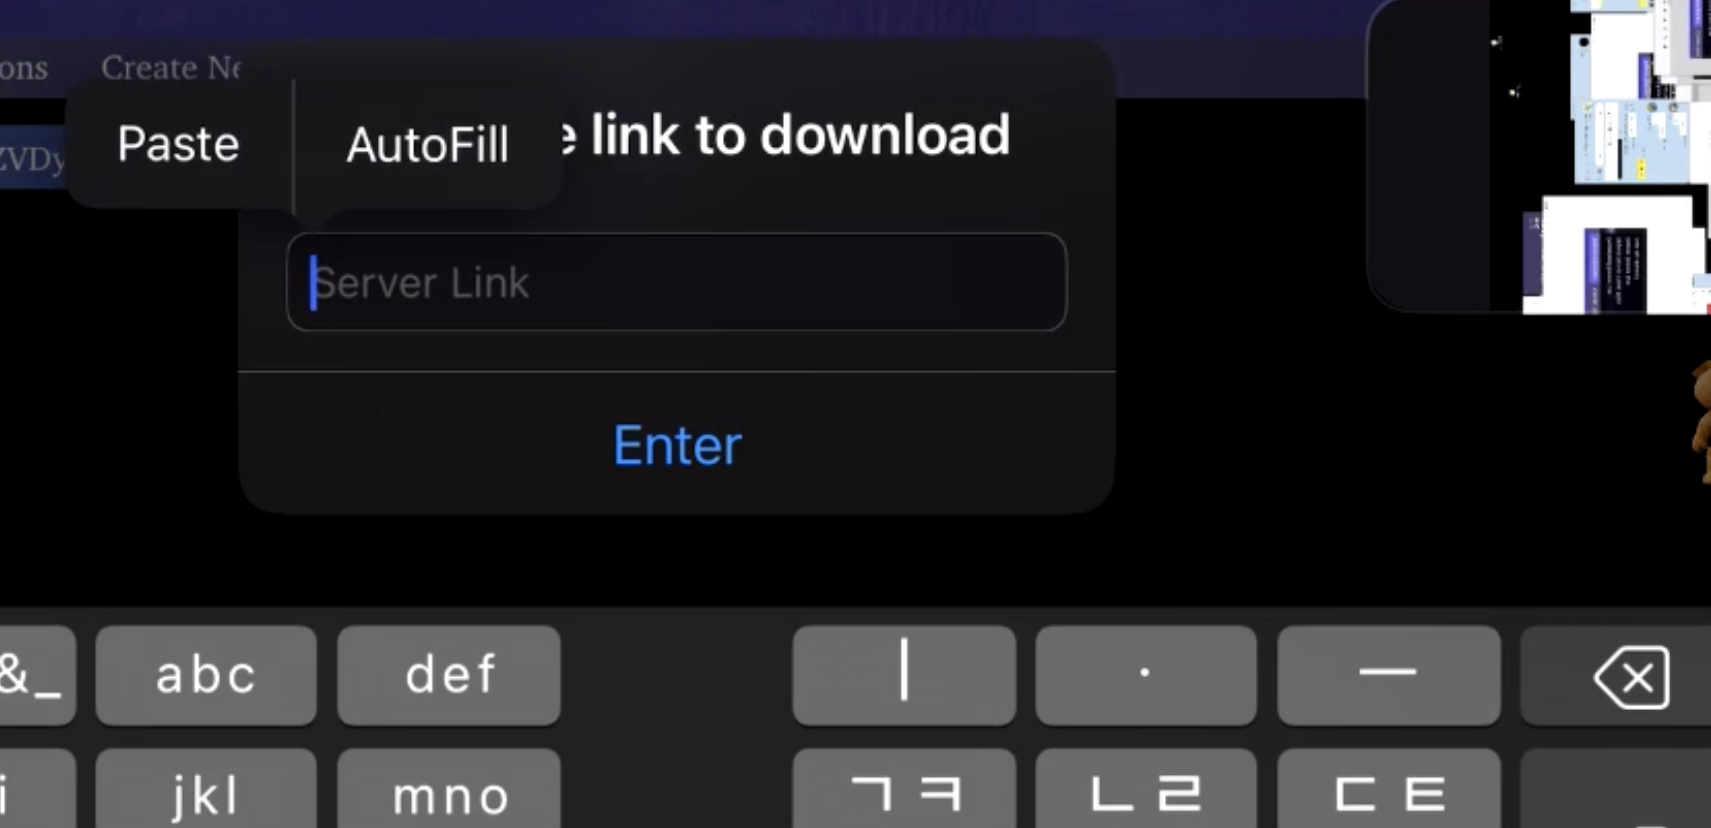 ons Create Ne
Paste AutoFill e link to download
ZVDy
Server Link
Enter
&_ abc def ㅣ · ㅡ
i jkl mno ㄱㅋ ㄴㄹ ㄷㅌ